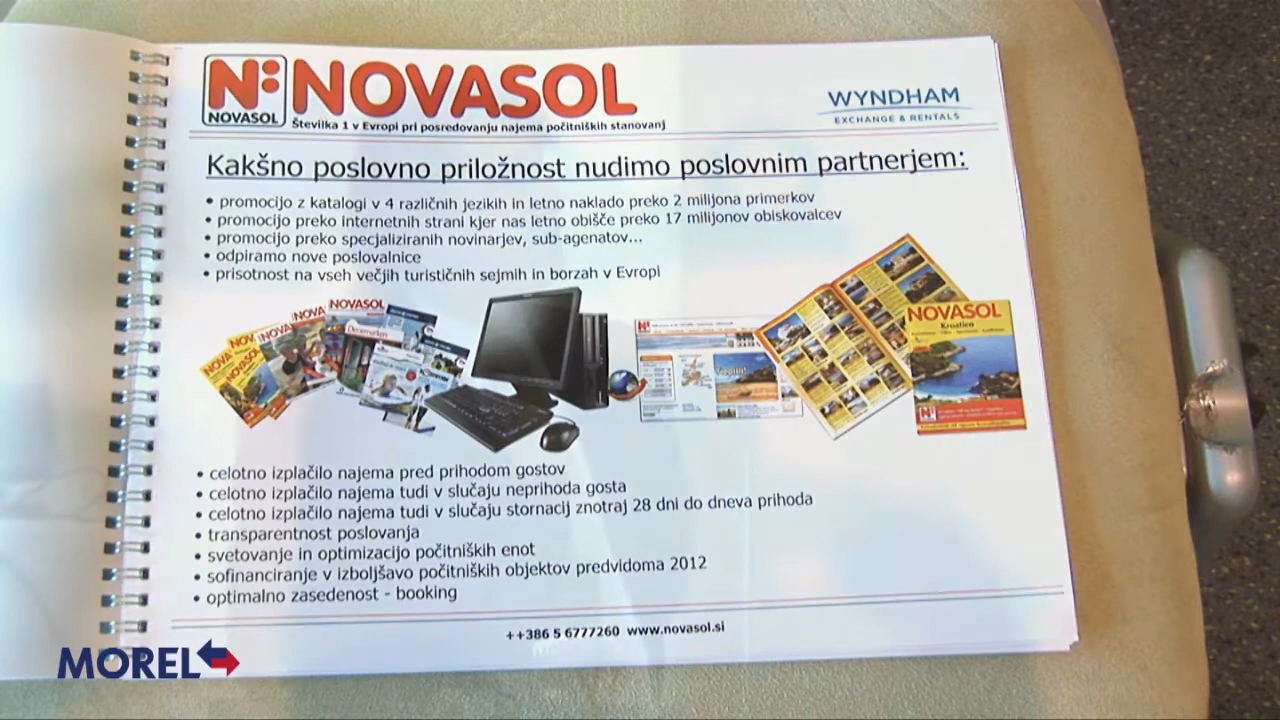 N:
NOVASOL
NOVASOL
Številka 1 v Evropi pri posredovanju najema počitniških stanovanj
WYNDHAM
EXCHANGE & RENTALS
Kakšno poslovno priložnost nudimo poslovnim partnerjem:
• promocijo z katalogi v 4 različnih jezikih in letno naklado preko 2 milijona primerkov
• promocijo preko internetnih strani kjer nas letno obišče preko 17 milijonov obiskovalcev
• promocijo preko specjaliziranih novinarjev, sub-agenatov...
• odpiramo nove poslovalnice
• prisotnost na vseh večjih turističnih sejmih in borzah v Evropi
NOVASOL
Danemarken
NOVASOL
Kroatien
• celotno izplačilo najema pred prihodom gostov
• celotno izplačilo najema tudi v slučaju neprihoda gosta
• celotno izplačilo najema tudi v slučaju stornacij znotraj 28 dni do dneva prihoda
• transparentnost poslovanja
• svetovanje in optimizacijo počitniških enot
• sofinanciranje v izboljšavo počitniških objektov predvidoma 2012
• optimalno zasedenost - booking
++386 5 6777260 www.novasol.si
MOREL